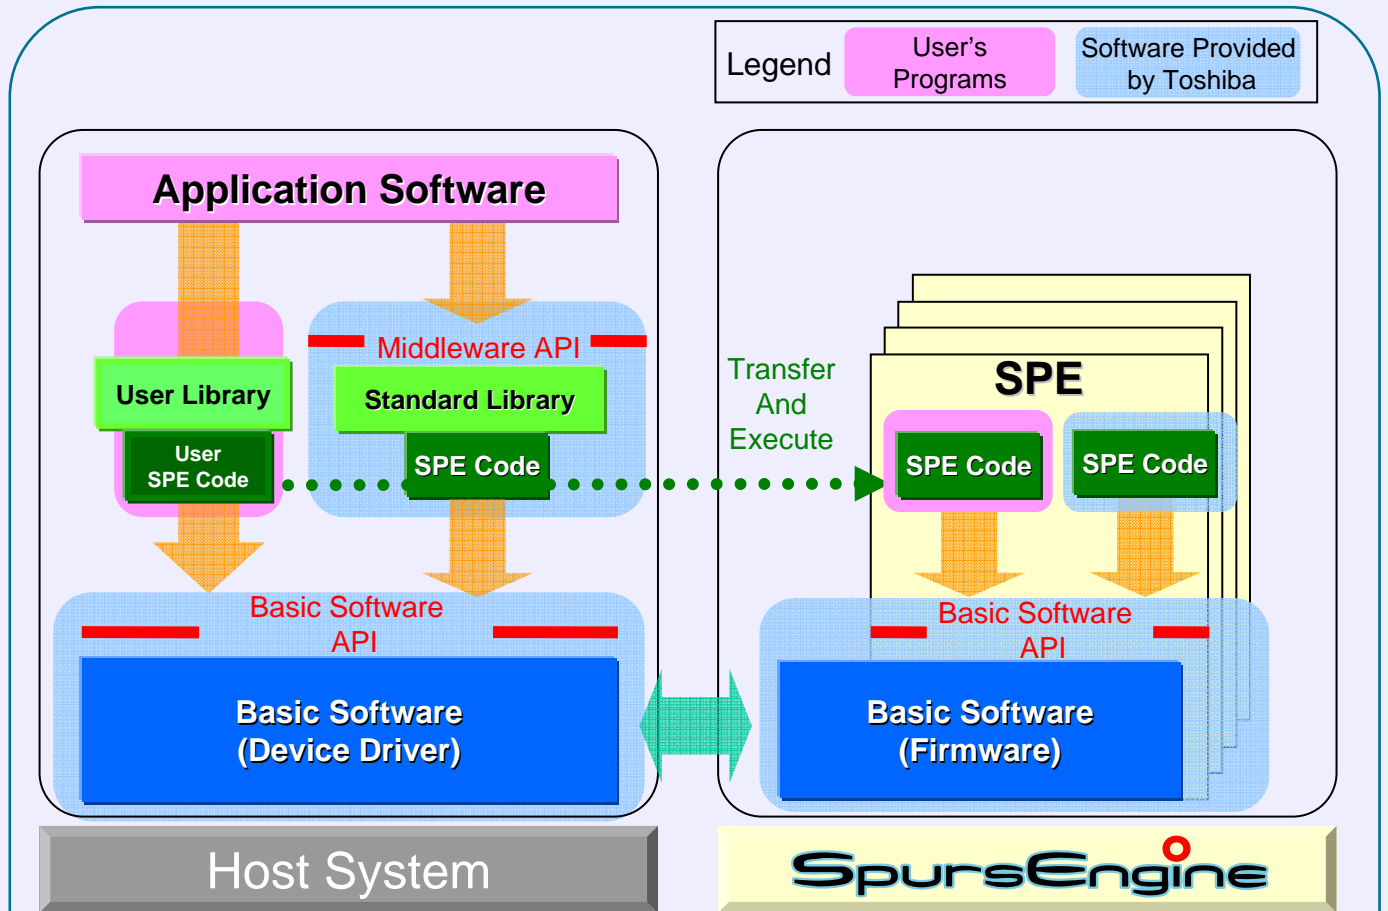 Legend
User's
Programs
Software Provided
by Toshiba
Application Software
Middleware API
User Library
Standard Library
User
SPE Code
SPE Code
Transfer
And
Execute
SPE
SPE Code
SPE Code
Basic Software
API
Basic Software
(Device Driver)
Basic Software
API
Basic Software
(Firmware)
Host System
SpursEngine